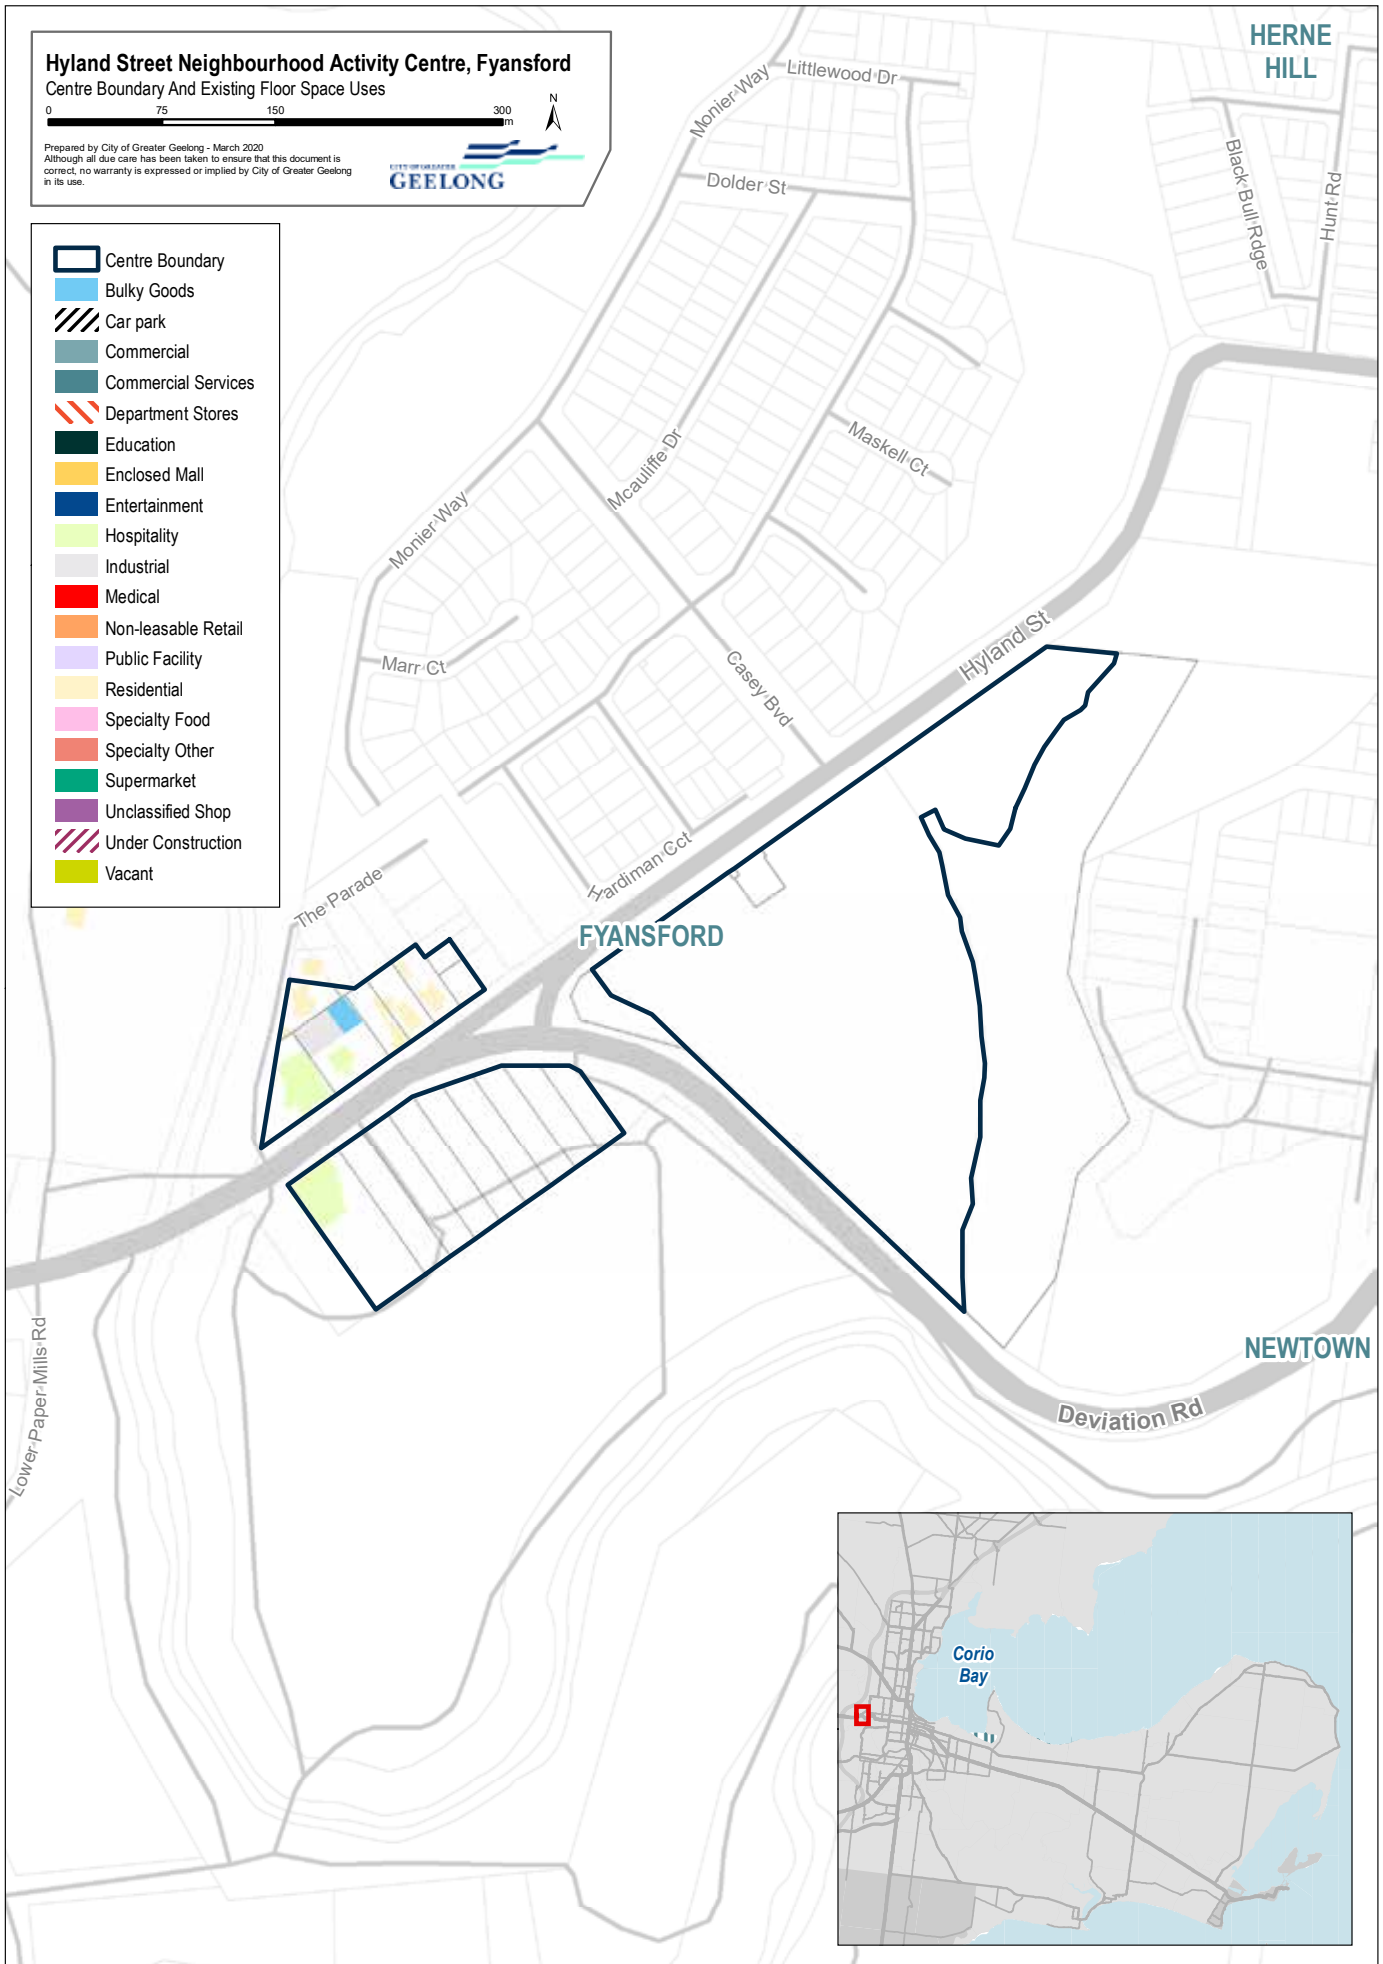 Hyland Street Neighbourhood Activity Centre, Fyansford
Centre Boundary And Existing Floor Space Uses
0 75 150 300
m
N
Prepared by City of Greater Geelong - March 2020
Although all due care has been taken to ensure that this document is
correct, no warranty is expressed or implied by City of Greater Geelong
in its use.
CITY OF GREATER
GEELONG
Centre Boundary
Bulky Goods
Car park
Commercial
Commercial Services
Department Stores
Education
Enclosed Mall
Entertainment
Hospitality
Industrial
Medical
Non-leasable Retail
Public Facility
Residential
Specialty Food
Specialty Other
Supermarket
Unclassified Shop
Under Construction
Vacant
HERNE
HILL
Littlewood Dr
Monier Way
Dolder St
Black Bull Rdge
Hunt Rd
Mcauliffe Dr
Maskell Ct
Monier Way
Marr Ct
Casey Bvd
Hyland St
Hardiman Cct
The Parade
FYANSFORD
NEWTOWN
Deviation Rd
Lower Paper Mills Rd
Corio
Bay